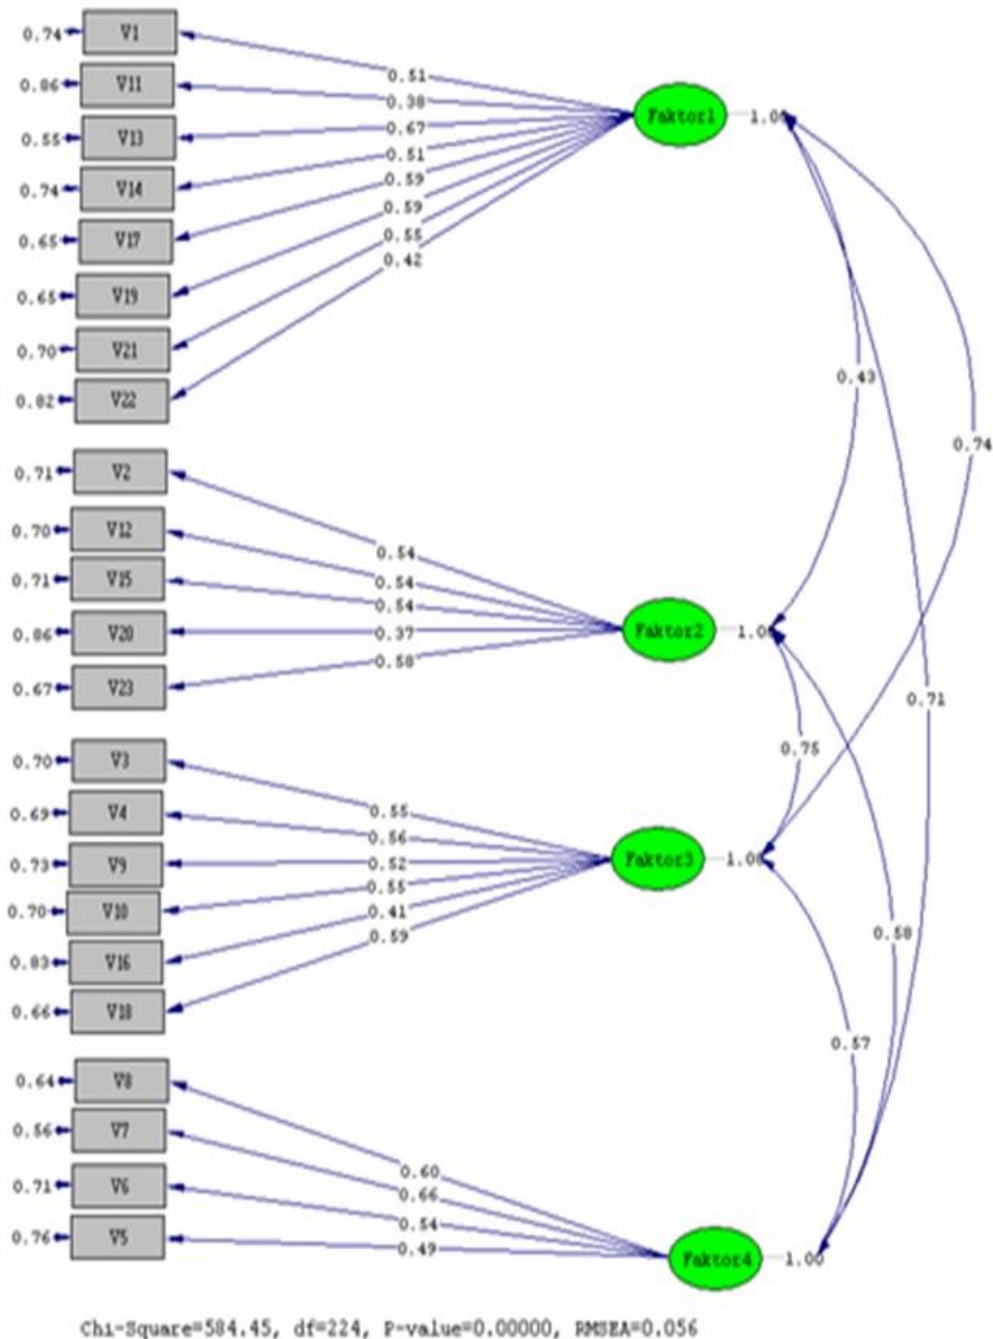 0.74 V1
0.51
0.86 V11
0.38
Faktor1 1.00
0.55 V13
0.67
0.51
0.74 V14
0.59
0.59
0.65 V17
0.55
0.42
0.65 V19
0.70 V21
0.43
0.82 V22
0.74
0.71 V2
0.70 V12
0.54
0.71 V15
0.54
0.54
0.86 V20
0.37
Faktor2 1.00
0.58
0.67 V23
0.71
0.75
0.70 V3
0.69 V4
0.55
0.56
0.73 V9
0.52
Faktor3 1.00
0.55
0.70 V10
0.41
0.59
0.58
0.83 V16
0.66 V18
0.57
0.64 V8
0.56 V7
0.60
0.71 V6
0.66
0.54
0.76 V5
0.49
Faktor4 1.00
Chi-Square=584.45, df=224, P-value=0.00000, RMSEA=0.056